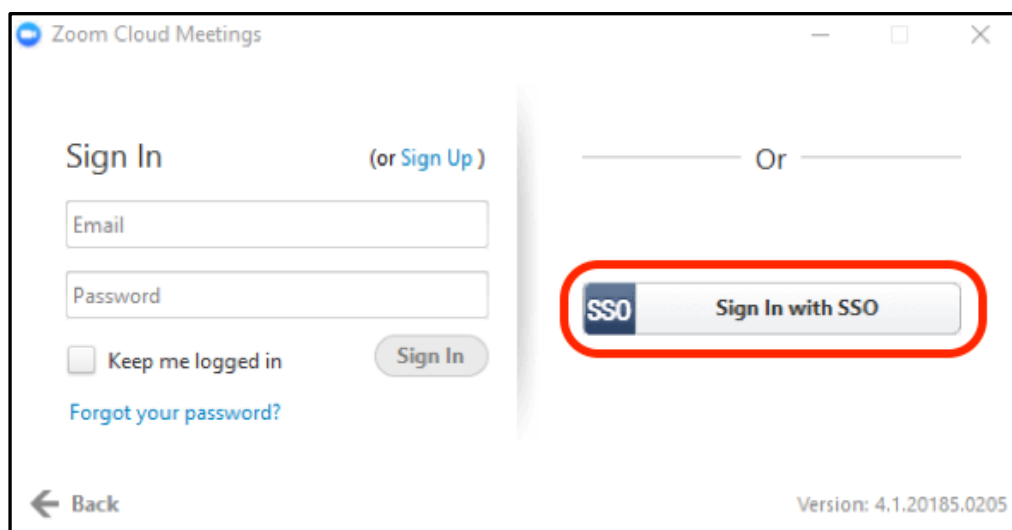 Zoom Cloud Meetings
Sign In (or Sign Up )
Email
Password
Keep me logged in Sign In
Forgot your password?
Or
SSO Sign In with SSO
Back
Version: 4.1.20185.0205